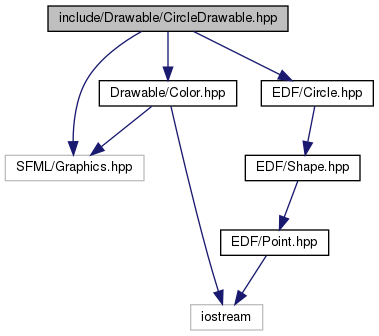 include/Drawable/CircleDrawable.hpp
Drawable/Color.hpp
EDF/Circle.hpp
SFML/Graphics.hpp
EDF/Shape.hpp
EDF/Point.hpp
iostream